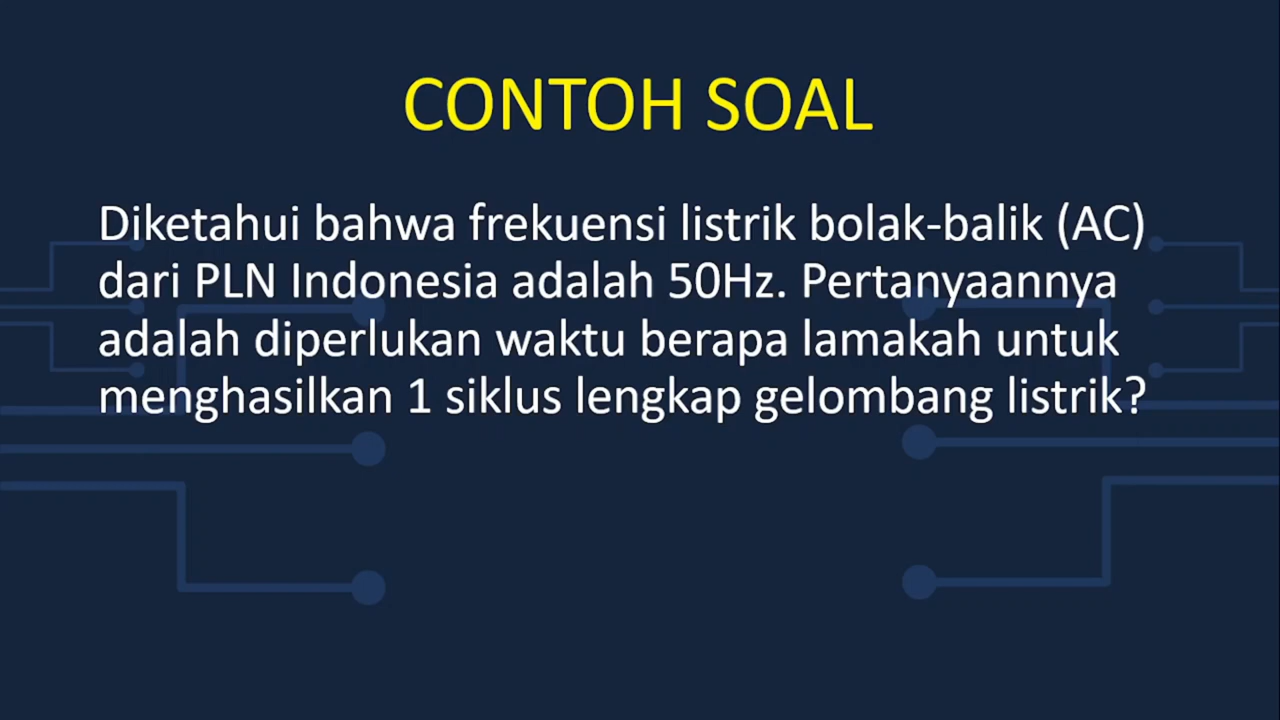 CONTOH SOAL
Diketahui bahwa frekuensi listrik bolak-balik (AC)
dari PLN Indonesia adalah 50Hz. Pertanyaannya
adalah diperlukan waktu berapa lamakah untuk
menghasilkan 1 siklus lengkap gelombang listrik?